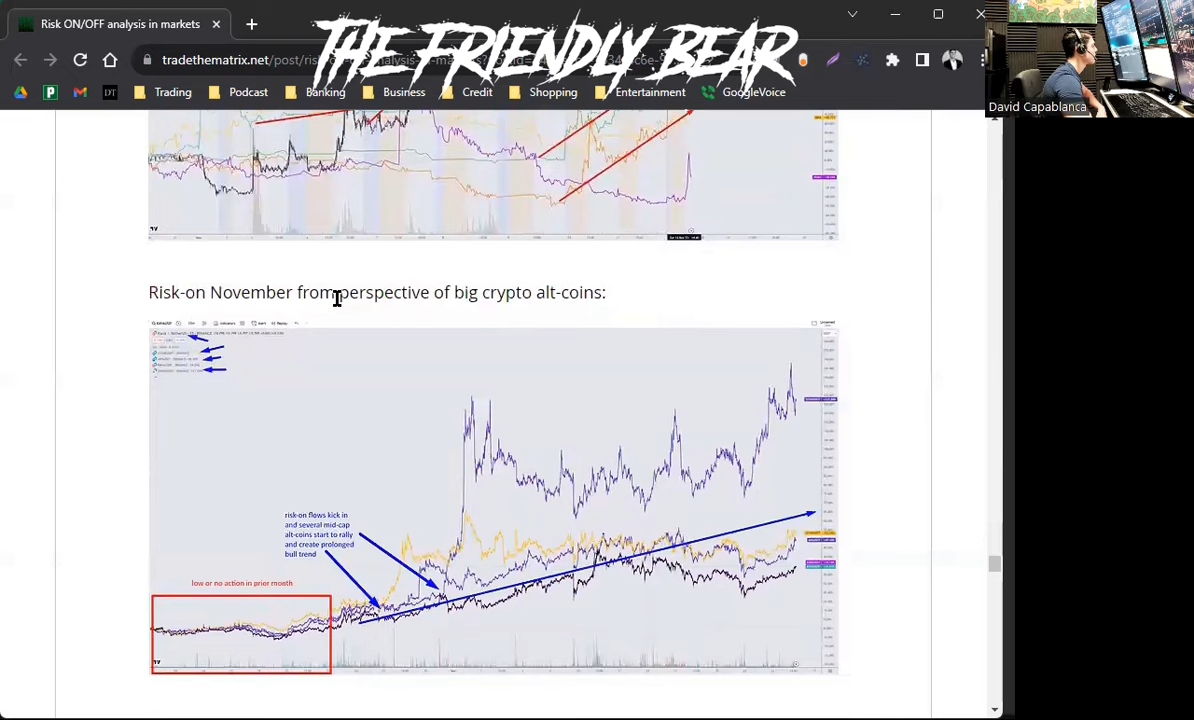 Risk ON/OFF analysis in markets
THE FRIENDLY BEAR
tradethematrix.net/post/
David Capablanca
Trading
Podcast
Banking
Business
Credit
Shopping
Entertainment
GoogleVoice
Risk-on November from perspective of big crypto alt-coins:
risk-on flows kick in
and several mid-cap
alt-coins start to rally
and create prolonged
bull trend
low or no action in prior month